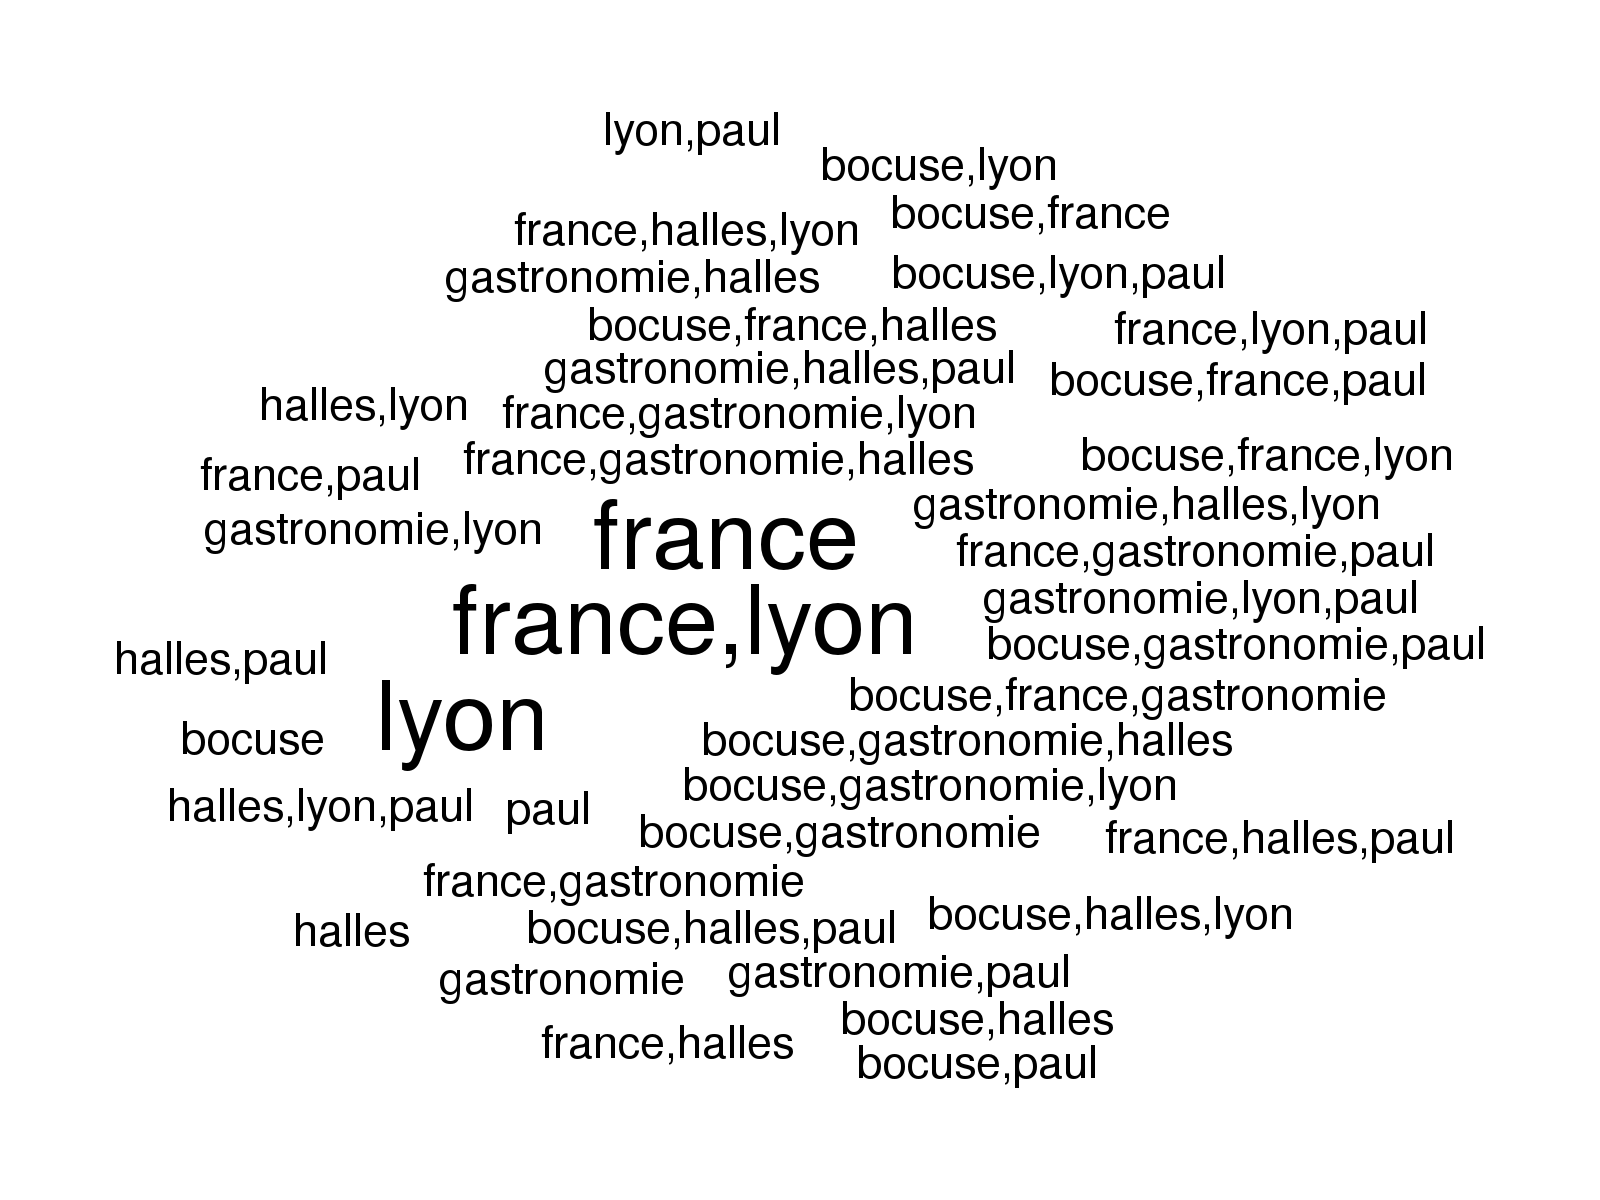 lyon,paul
bocuse,lyon
bocuse,france
france,halles,lyon
gastronomie,halles
bocuse,lyon,paul
bocuse,france,halles
france,lyon,paul
gastronomie,halles,paul
bocuse,france,paul
halles,lyon
france,gastronomie,lyon
france,gastronomie,halles
bocuse,france,lyon
france,paul
gastronomie,halles,lyon
gastronomie,lyon
france
france,gastronomie,paul
gastronomie,lyon,paul
france,lyon
bocuse,gastronomie,paul
halles,paul
bocuse,france,gastronomie
lyon
bocuse
bocuse,gastronomie,halles
bocuse,gastronomie,lyon
halles,lyon,paul
paul
bocuse,gastronomie
france,halles,paul
france,gastronomie
bocuse,halles,lyon
halles
bocuse,halles,paul
gastronomie
gastronomie,paul
bocuse,halles
france,halles
bocuse,paul